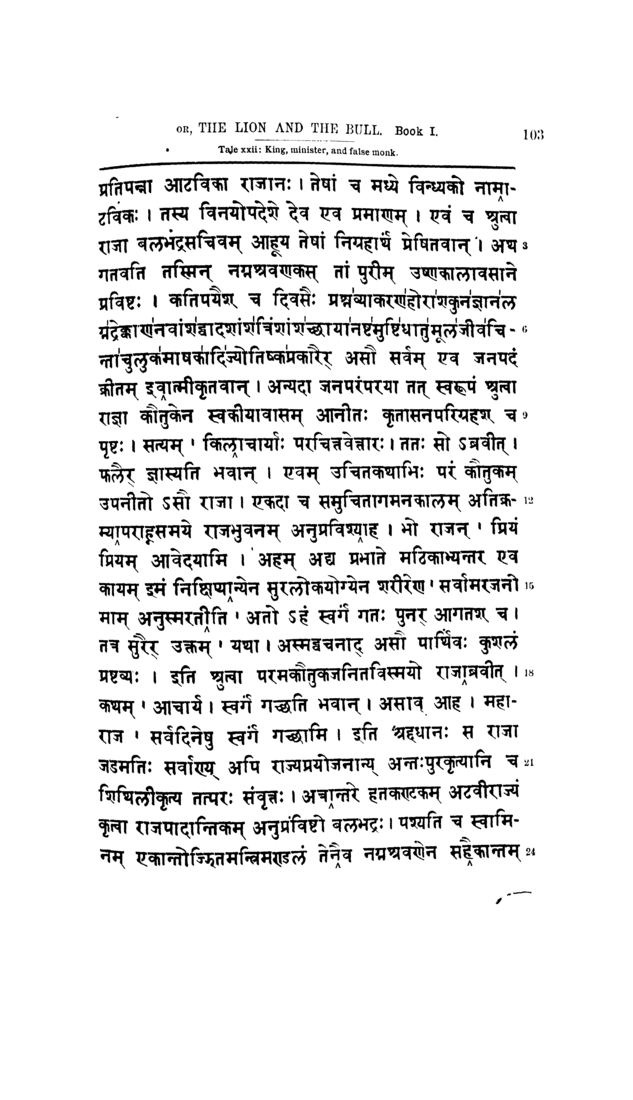 OR, THE LION AND THE BULL. Book I.
103
Tale xxii: King, minister, and false monk.
प्रतिपन्ना आटविका राजानः । तेषां च मध्ये विन्ध्यको नामा-
टविकः । तस्य विनयोपदेशे देव एव प्रमाणम् । एवं च श्रुत्वा
राजा बलभद्रसचिवम् आहूय तेषां निग्रहार्थं प्रेषितवान् । अथ 3
गतवति तस्मिन् नग्नश्रवणकस् तां पुरीम् उष्णकालावसाने
प्रविष्टः । कतिपयैश् च दिवसैः प्रश्नव्याकरणहोराशकुनज्ञानल
ग्नद्रेक्काणनवांशद्वादशांशत्रिंशांशच्छायानष्टमुष्टिधातुमूलजीवचि- 6
न्ताचुलुकमाषकादिज्योतिष्कप्रकारैर् असौ सर्वम् एव जनपदं
क्रीतम् इवात्मीकृतवान् । अन्यदा जनपरंपरया तत् स्वरूपं श्रुत्वा
राज्ञा कौतुकेन स्वकीयावासम् आनीतः कृतासनपरिग्रहश् च 9
पृष्टः । सत्यम् ' किलाचार्याः परचित्तवेत्तारः । ततः सो ऽब्रवीत् ।
फलैर् ज्ञास्यति भवान् । एवम् उचितकथाभिः परं कौतुकम्
उपनीतो ऽसौ राजा । एकदा च समुचितागमनकालम् अतिक्र- 12
म्यापराह्णसमये राजभुवनम् अनुप्रविश्याह । भो राजन् ' प्रियं
प्रियम् आवेदयामि । अहम् अद्य प्रभाते मठिकाभ्यन्तर एव
कायम् इमं निक्षिप्यान्येन सुरलोकयोग्येन शरीरेण ' सर्वामरजनो 15
माम् अनुस्मरतीति ' अतो ऽहं स्वर्गं गतः पुनर् आगतश् च ।
तत्र सुरैर् उक्तम् ' यथा । अस्मद्वचनाद् असौ पार्थिवः कुशलं
प्रष्टव्यः । इति श्रुत्वा परमकौतुकजनितविस्मयो राजाब्रवीत् । 18
कथम् ' आचार्य । स्वर्गं गच्छति भवान् । असाव् आह । महा-
राज ' सर्वदिनेषु स्वर्गं गच्छामि । इति श्रद्दधानः स राजा
जडमतिः सर्वाण्य् अपि राज्यप्रयोजनान्य् अन्तःपुरकृत्यानि च 21
शिथिलीकृत्य तत्परः संवृत्तः । अत्रान्तरे हतकण्टकम् अटवीराज्यं
कृत्वा राजपादान्तिकम् अनुप्रविष्टो बलभद्रः । पश्यति च स्वामि-
नम् एकान्तोज्झितमन्त्रिमण्डलं तेनैव नग्नश्रवणेन सहैकान्तम् 24